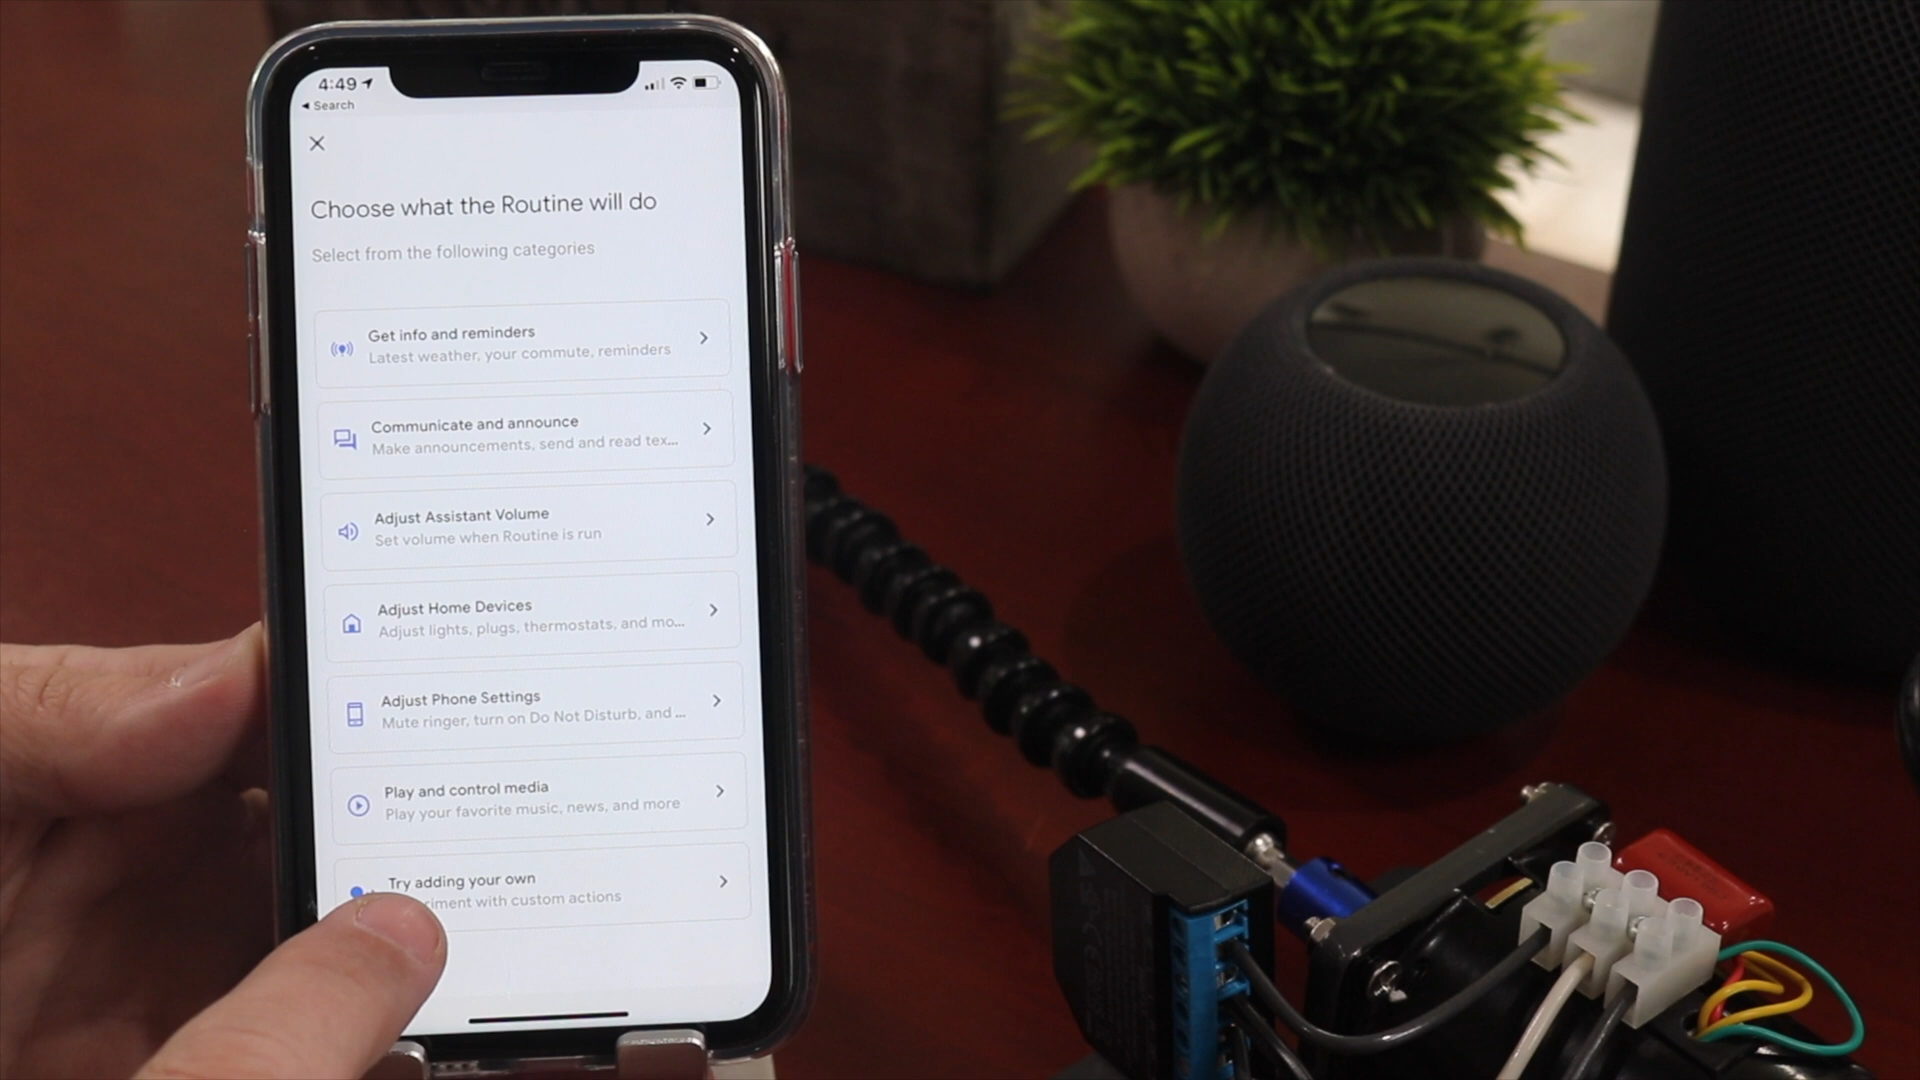 4:49
Search
Choose what the Routine will do
Select from the following categories
Get info and reminders
Latest weather, your commute, reminders
Communicate and announce
Make announcements, send and read tex...
Adjust Assistant Volume
Set volume when Routine is run
Adjust Home Devices
Adjust lights, plugs, thermostats, and mo...
Adjust Phone Settings
Mute ringer, turn on Do Not Disturb, and ...
Play and control media
Play your favorite music, news, and more
Try adding your own
with custom actions